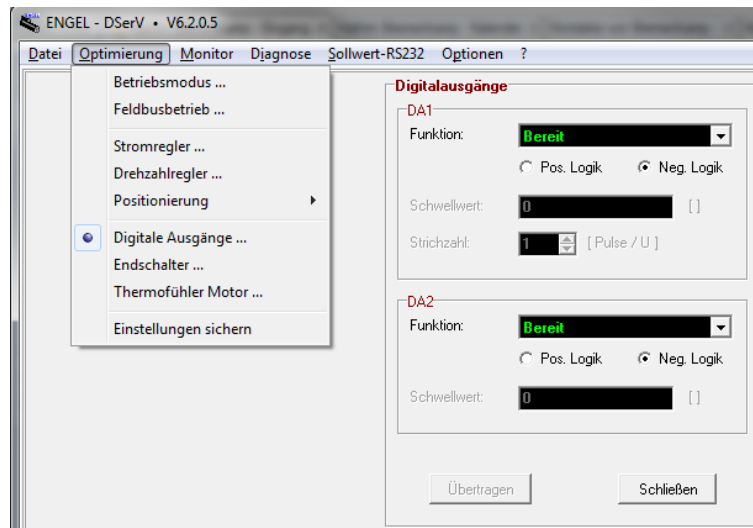 ENGEL - DSerV • V6.2.0.5
Datei Optimierung Monitor Diagnose Sollwert-RS232 Optionen ?
Betriebsmodus ...
Feldbusbetrieb ...
Stromregler ...
Drehzahlregler ...
Positionierung
Digitale Ausgänge ...
Endschalter ...
Thermofühler Motor ...
Einstellungen sichern
Digitalausgänge
DA1
Funktion: Bereit
Pos. Logik Neg. Logik
Schwellwert: 0 [ ]
Strichzahl: 1 [ Pulse / U ]
DA2
Funktion: Bereit
Pos. Logik Neg. Logik
Schwellwert: 0 [ ]
Übertragen Schließen